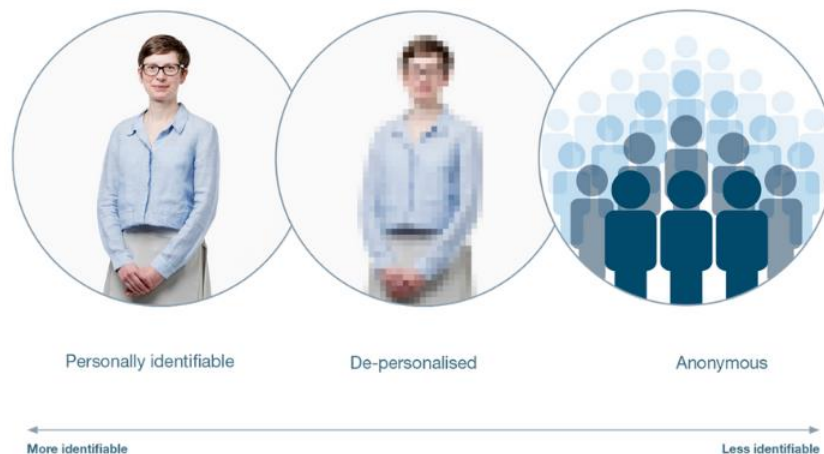 Personally identifiable
De-personalised
Anonymous
More identifiable
Less identifiable